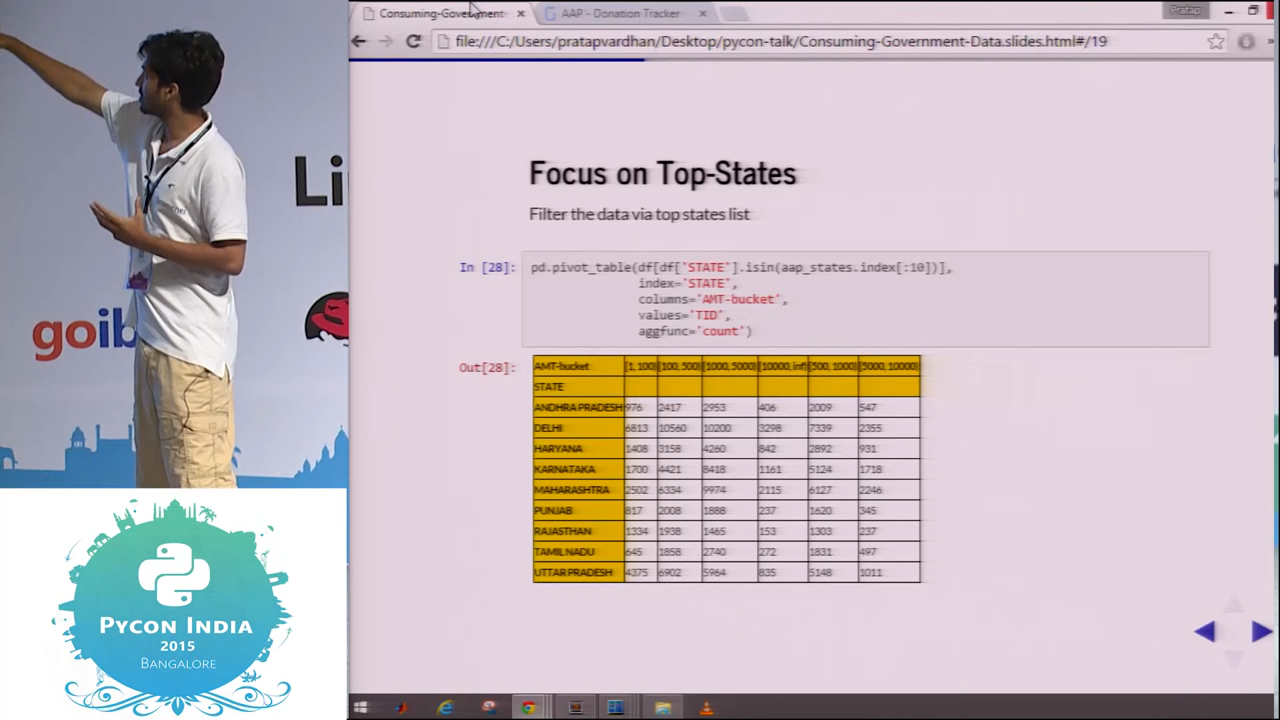 Consuming-Government
AAP - Donation Tracker
Pratap
file:///C:/Users/pratapvardhan/Desktop/pycon-talk/Consuming-Government-Data.slides.html#/19
Li
goib
Focus on Top-States
Filter the data via top states list
In [28]: pd.pivot_table(df[df['STATE'].isin(aap_states.index[:10])],
index='STATE',
columns='AMT-bucket',
values='TID',
aggfunc='count')
Out[28]:
AMT-bucket [1, 100) [100, 500) [1000, 5000) [10000, inf) [500, 1000) [5000, 10000)
STATE
ANDHRA PRADESH 976 2417 2953 406 2009 547
DELHI 6813 10560 10200 3298 7339 2355
HARYANA 1408 3158 4260 842 2892 931
KARNATAKA 1700 4421 8418 1161 5124 1718
MAHARASHTRA 2502 6334 9974 2115 6127 2246
PUNJAB 817 2008 1888 237 1620 345
RAJASTHAN 1334 1938 1465 153 1303 237
TAMIL NADU 645 1858 2740 272 1831 497
UTTAR PRADESH 4375 6902 5964 835 5148 1011
PYCON INDIA
2015
BANGALORE